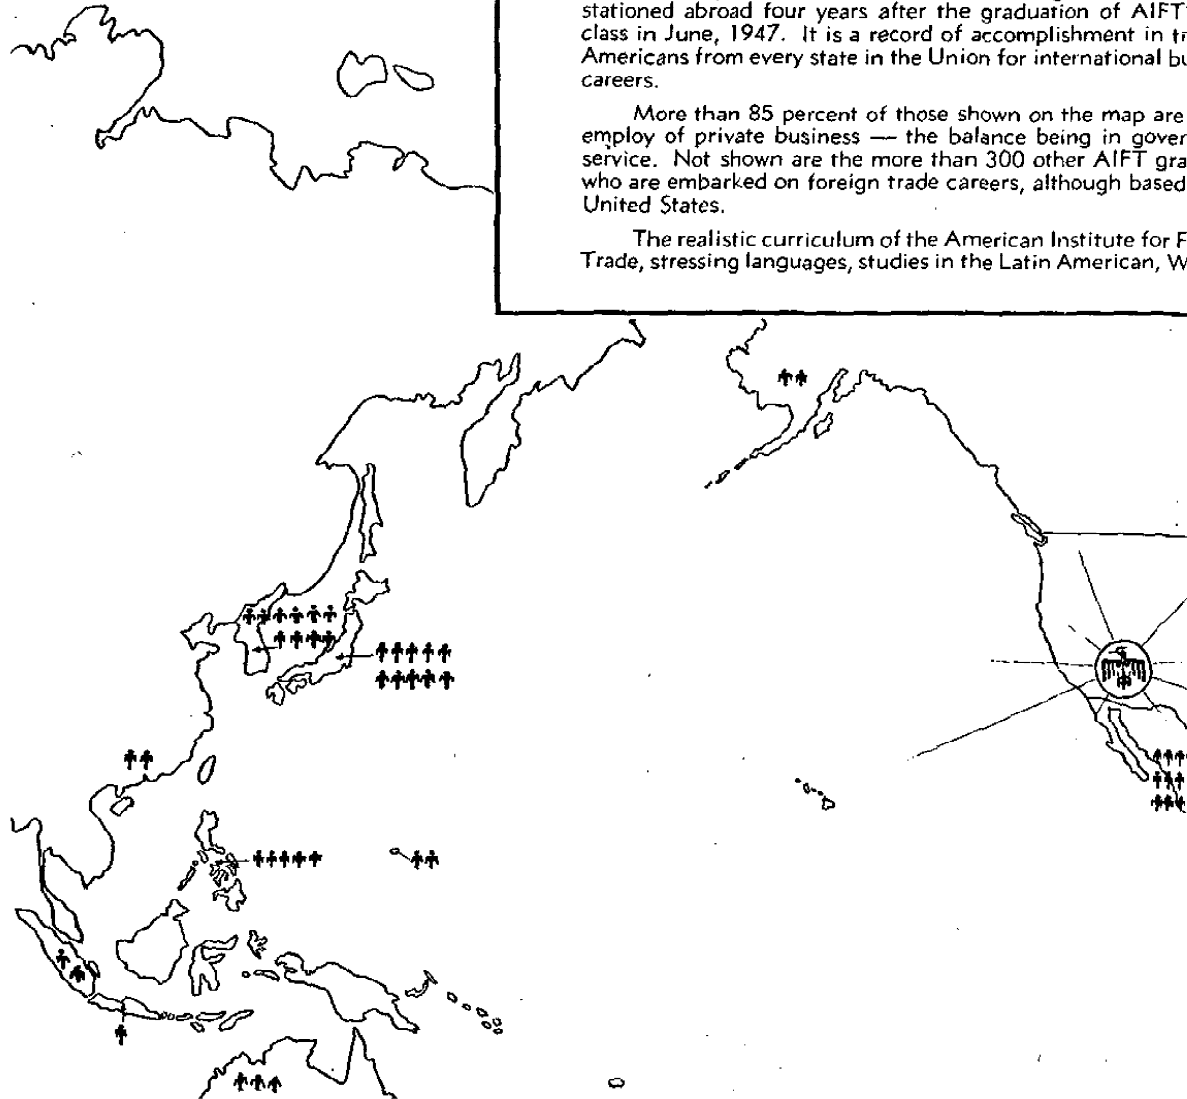 stationed abroad four years after the graduation of AIFT
class in June, 1947. It is a record of accomplishment in
Americans from every state in the Union for international
careers.
More than 85 percent of those shown on the map are
employ of private business — the balance being in
service. Not shown are the more than 300 other AIFT
who are embarked on foreign trade careers, although based
United States.
The realistic curriculum of the American Institute for
Trade, stressing languages, studies in the Latin American,